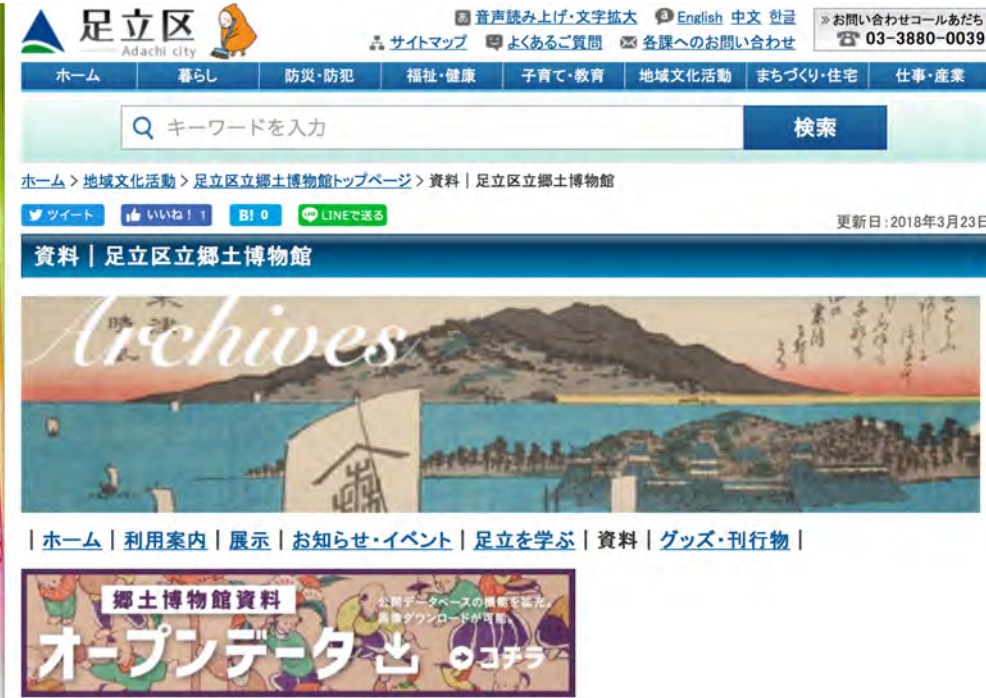 足立区
Adachi city
音声読み上げ・文字拡大 English 中文 한글
サイトマップ よくあるご質問 各課へのお問い合わせ
»お問い合わせコールあだち
03-3880-0039
ホーム 暮らし 防災・防犯 福祉・健康 子育て・教育 地域文化活動 まちづくり・住宅 仕事・産業
キーワードを入力 検索
ホーム > 地域文化活動 > 足立区立郷土博物館トップページ > 資料｜足立区立郷土博物館
ツイート いいね! 1 B! 0 LINEで送る
更新日:2018年3月23日
資料｜足立区立郷土博物館
Archives
｜ホーム｜利用案内｜展示｜お知らせ・イベント｜足立を学ぶ｜資料｜グッズ・刊行物｜
郷土博物館資料
公開データベースの機能を拡充。
画像ダウンロードが可能。
オープンデータ コチラ